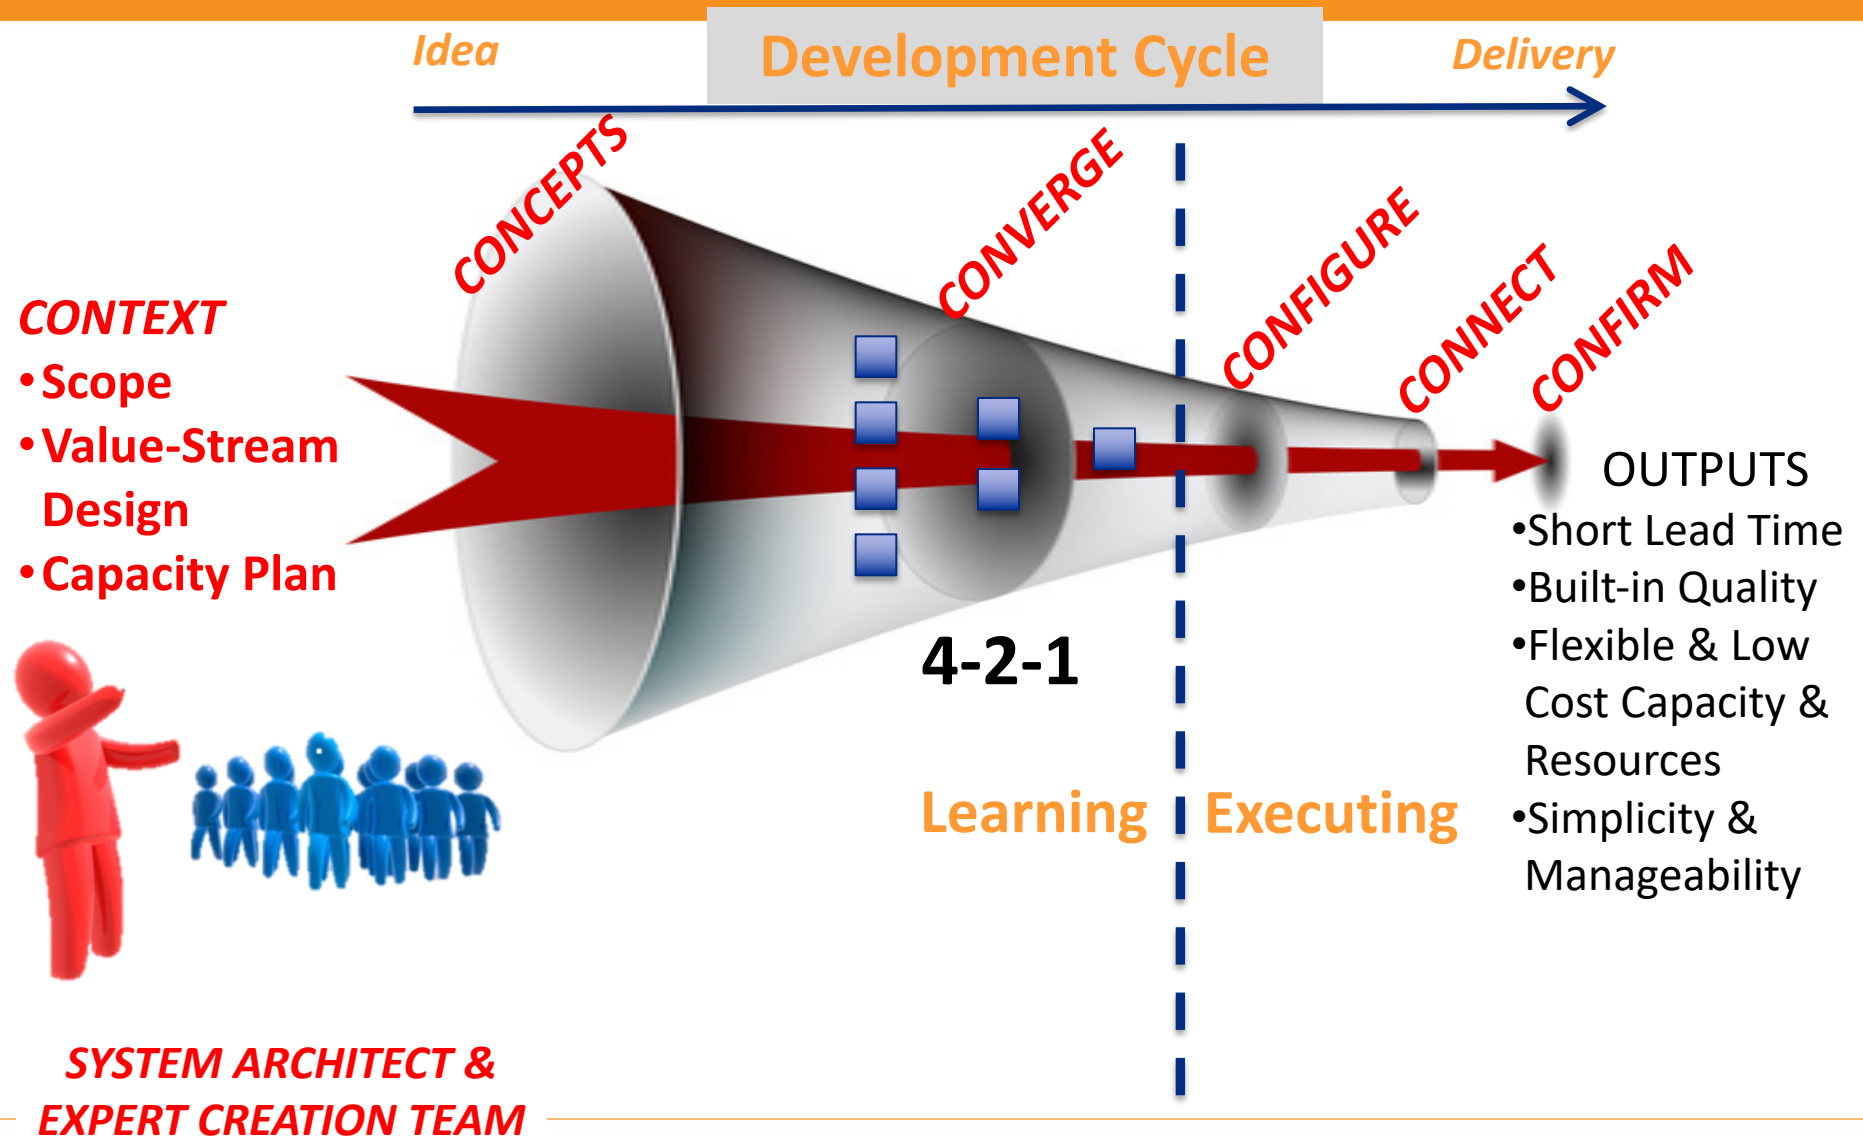 Idea
Development Cycle
Delivery
CONCEPTS
CONVERGE
CONFIGURE
CONNECT
CONFIRM
CONTEXT
•Scope
•Value-Stream
Design
•Capacity Plan
4-2-1
Learning
Executing
OUTPUTS
•Short Lead Time
•Built-in Quality
•Flexible & Low
Cost Capacity &
Resources
•Simplicity &
Manageability
SYSTEM ARCHITECT &
EXPERT CREATION TEAM